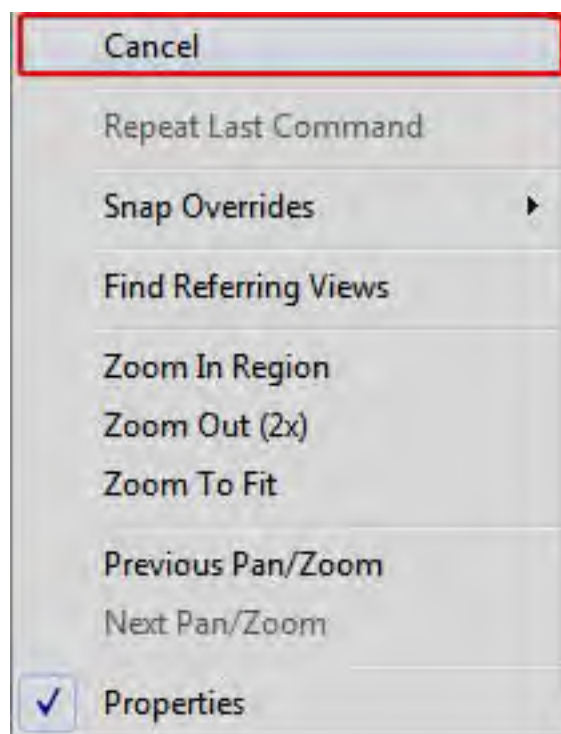 Cancel
Repeat Last Command
Snap Overrides
Find Referring Views
Zoom In Region
Zoom Out (2x)
Zoom To Fit
Previous Pan/Zoom
Next Pan/Zoom
Properties